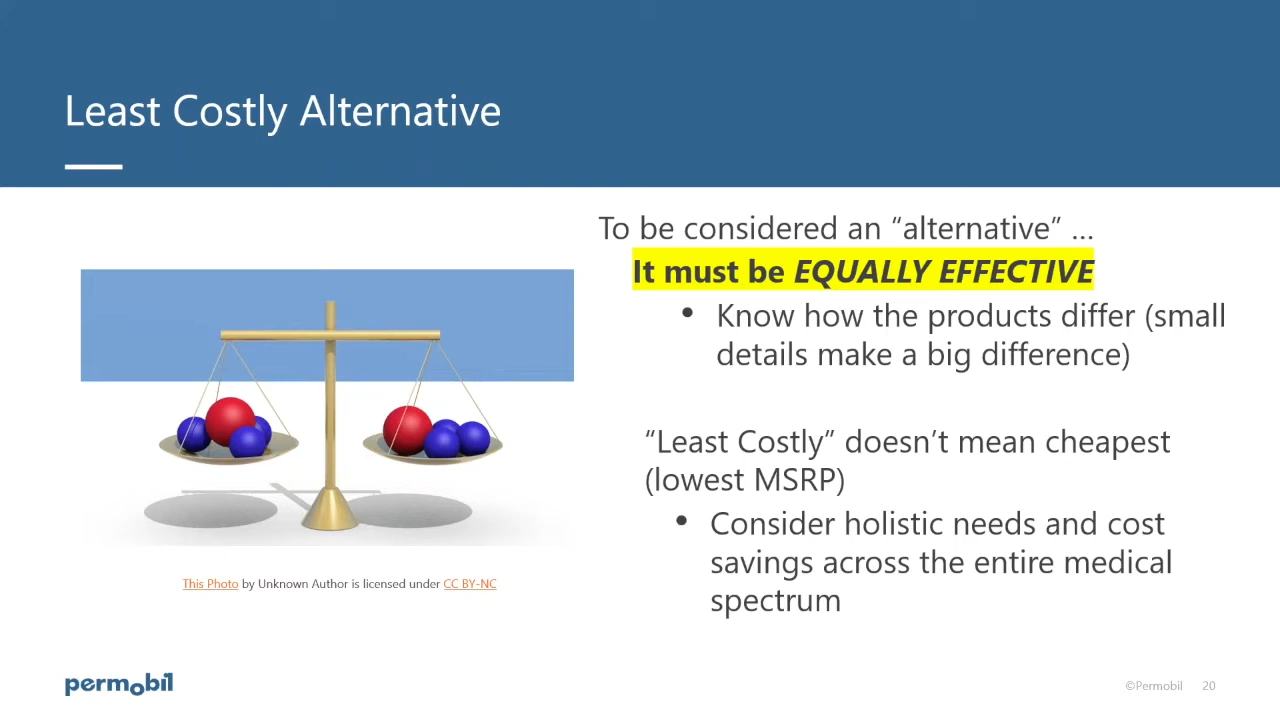 Least Costly Alternative
To be considered an “alternative” ...
It must be EQUALLY EFFECTIVE
• Know how the products differ (small
details make a big difference)
“Least Costly” doesn’t mean cheapest
(lowest MSRP)
• Consider holistic needs and cost
savings across the entire medical
spectrum
This Photo by Unknown Author is licensed under CC BY-NC
permobil
©Permobil 20